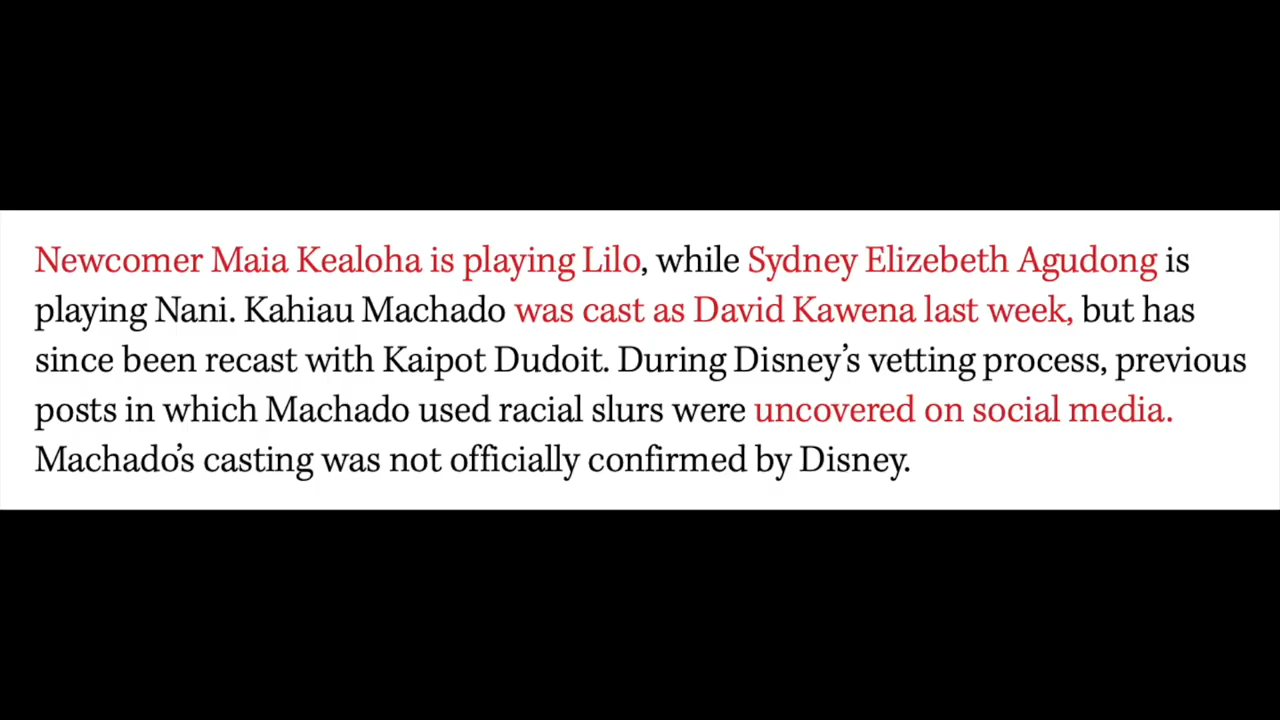 Newcomer Maia Kealoha is playing Lilo, while Sydney Elizebeth Agudong is
playing Nani. Kahiau Machado was cast as David Kawena last week, but has
since been recast with Kaipot Dudoit. During Disney’s vetting process, previous
posts in which Machado used racial slurs were uncovered on social media.
Machado’s casting was not officially confirmed by Disney.